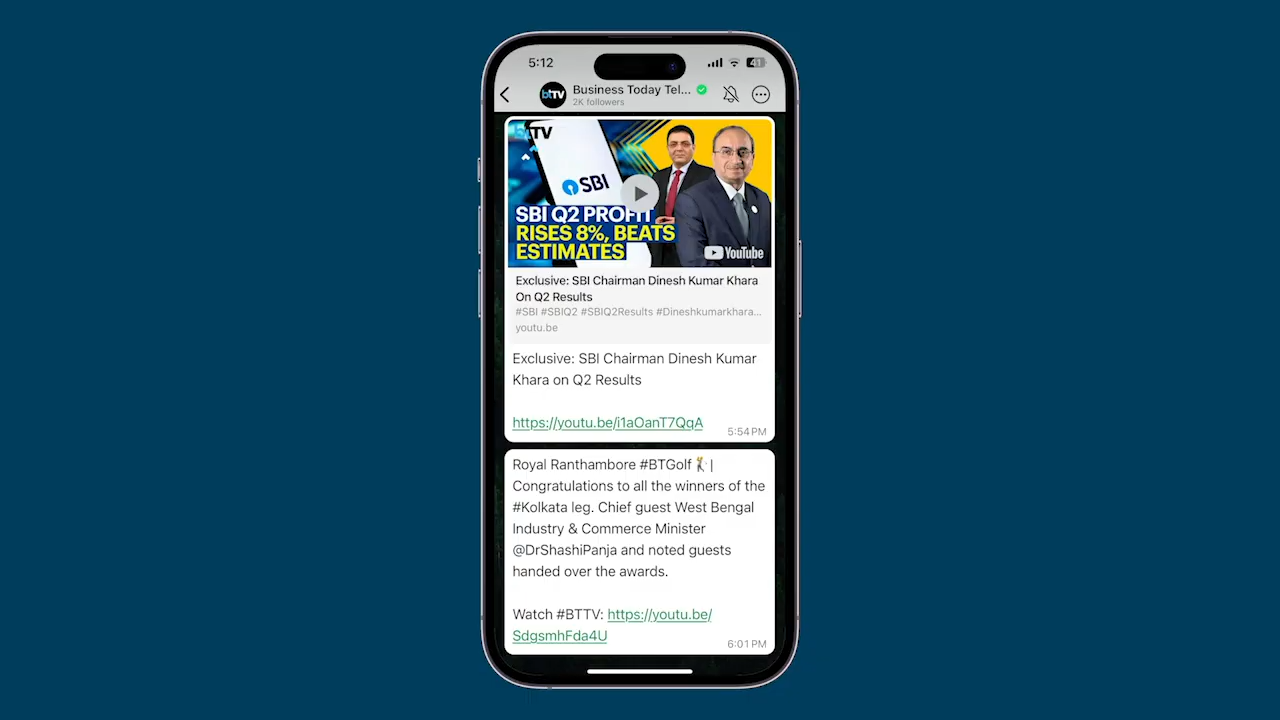 5:12
41
btTV
Business Today Tel...
2K followers
TV
SBI
SBI Q2 PROFIT
RISES 8%, BEATS
ESTIMATES
YouTube
Exclusive: SBI Chairman Dinesh Kumar Khara
On Q2 Results
#SBI #SBIQ2 #SBIQ2Results #Dineshkumarkhara...
youtu.be
Exclusive: SBI Chairman Dinesh Kumar
Khara on Q2 Results
https://youtu.be/i1aOanT7QqA
5:54 PM
Royal Ranthambore #BTGolf🏌|
Congratulations to all the winners of the
#Kolkata leg. Chief guest West Bengal
Industry & Commerce Minister
@DrShashiPanja and noted guests
handed over the awards.
Watch #BTTV: https://youtu.be/
SdgsmhFda4U
6:01 PM